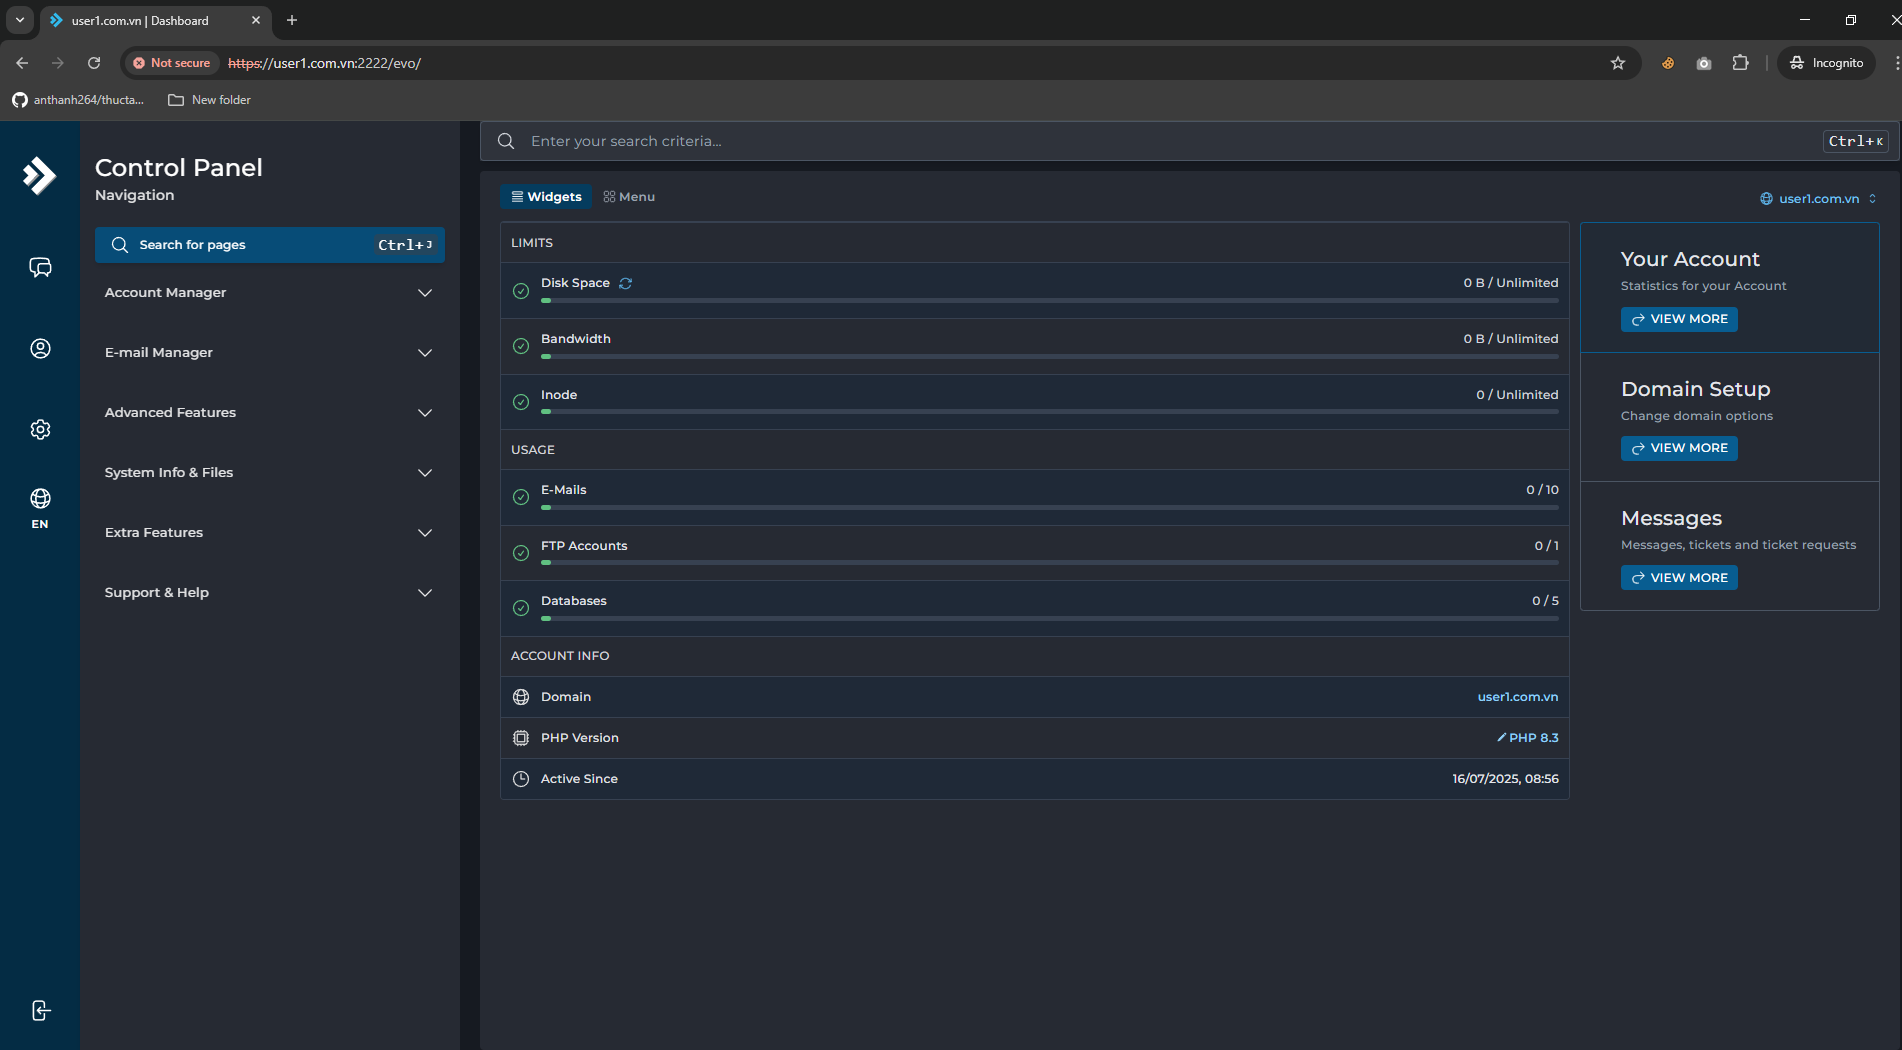 user1.com.vn | Dashboard
Not secure
https://user1.com.vn:2222/evo/
Incognito
anthanh264/thucta...
New folder
Control Panel
Navigation
Search for pages
Ctrl+J
Account Manager
E-mail Manager
Advanced Features
System Info & Files
Extra Features
Support & Help
EN
Enter your search criteria...
Ctrl+K
Widgets
Menu
user1.com.vn
LIMITS
Disk Space
0 B / Unlimited
Bandwidth
0 B / Unlimited
Inode
0 / Unlimited
USAGE
E-Mails
0 / 10
FTP Accounts
0 / 1
Databases
0 / 5
ACCOUNT INFO
Domain
user1.com.vn
PHP Version
PHP 8.3
Active Since
16/07/2025, 08:56
Your Account
Statistics for your Account
VIEW MORE
Domain Setup
Change domain options
VIEW MORE
Messages
Messages, tickets and ticket requests
VIEW MORE